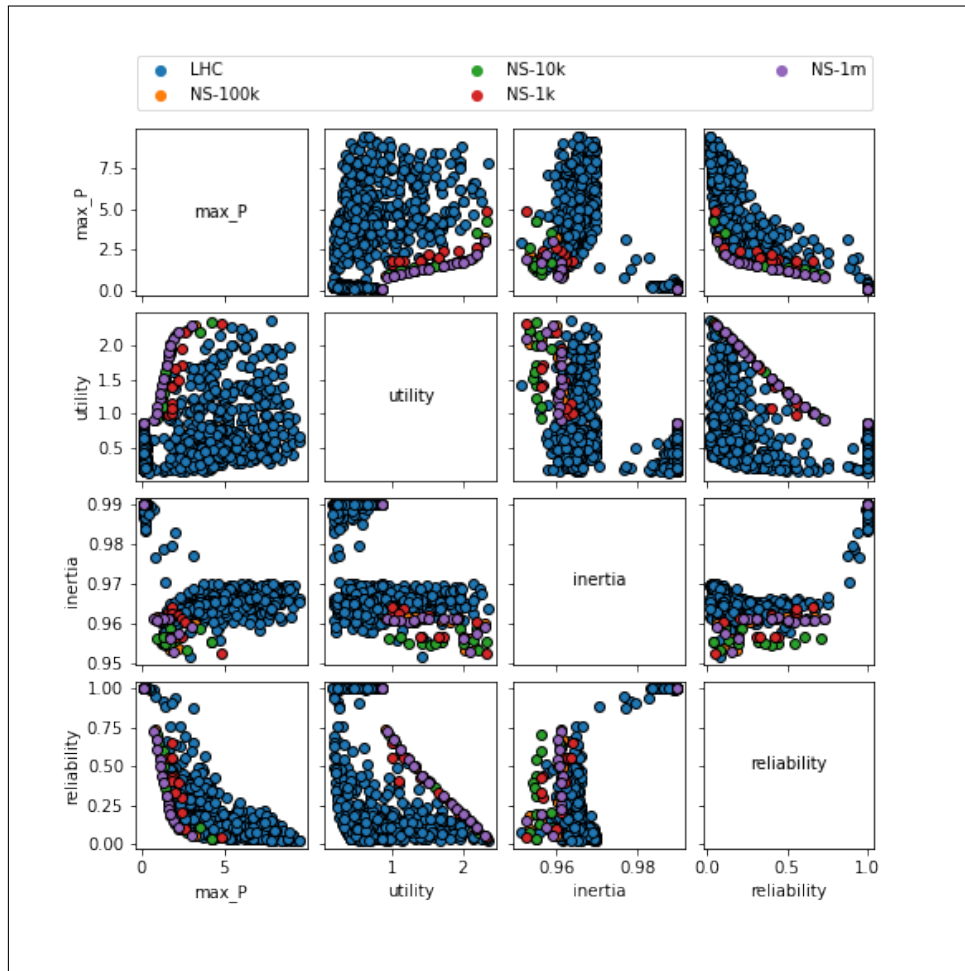 LHC NS-10k NS-1m
NS-100k NS-1k
7.5
5.0
2.5
0.0
max_P
max_P
2.0
1.5
1.0
0.5
utility
utility
0.99
0.98
0.97
0.96
0.95
inertia
inertia
1.00
0.75
0.50
0.25
0.00
reliability
reliability
0 5 1 2 0.96 0.98 0.0 0.5 1.0
max_P utility inertia reliability